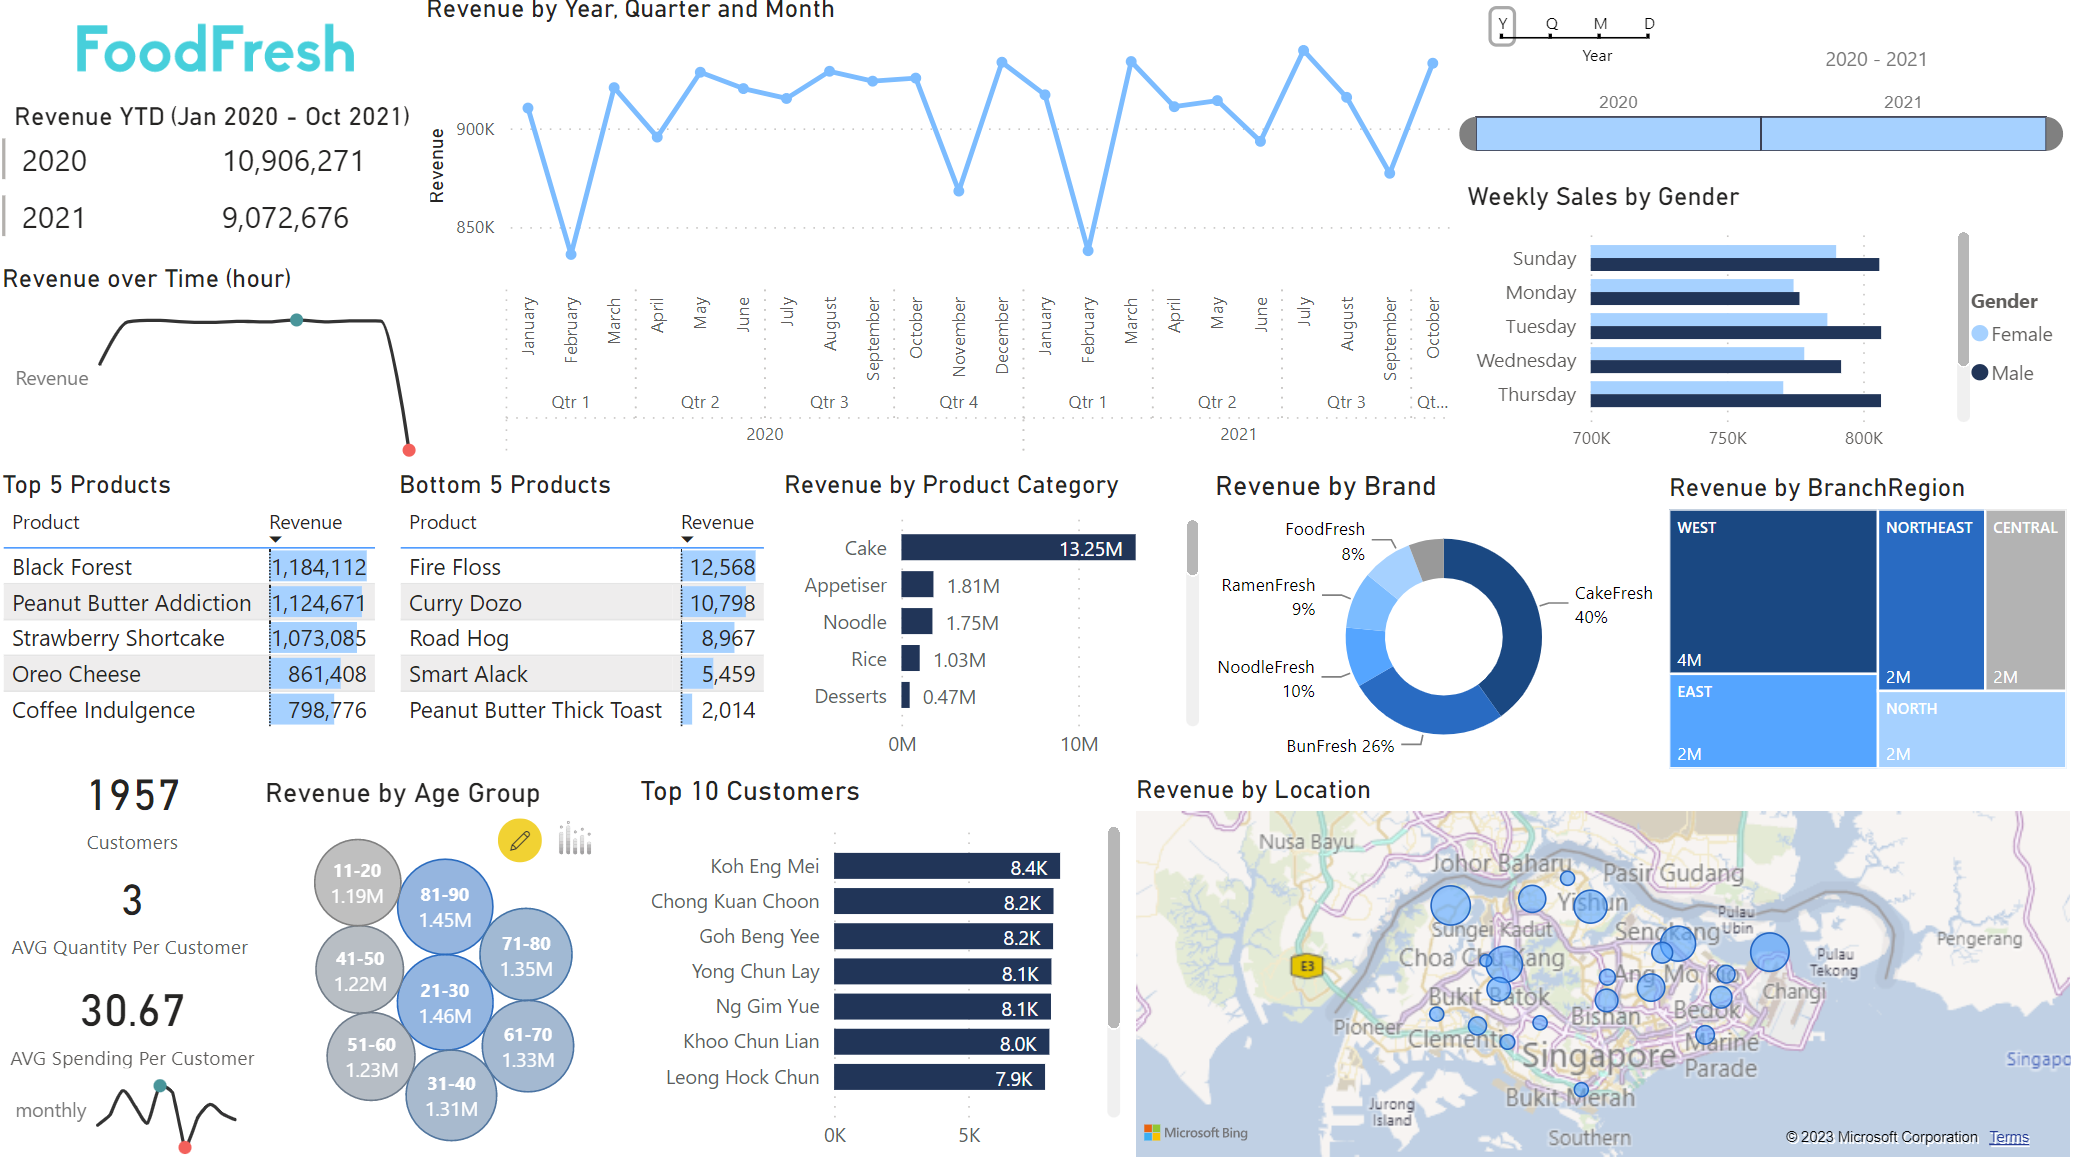 FoodFresh
Revenue YTD (Jan 2020 - Oct 2021)
2020 10,906,271
2021 9,072,676
Revenue over Time (hour)
Revenue
Revenue by Year, Quarter and Month
Revenue
900K
850K
January February March April May June July August September October November December January February March April May June July August September October
Qtr 1 Qtr 2 Qtr 3 Qtr 4 Qtr 1 Qtr 2 Qtr 3 Qt...
2020 2021
Y Q M D
Year
2020 - 2021
2020 2021
Weekly Sales by Gender
Sunday
Monday
Tuesday
Wednesday
Thursday
700K 750K 800K
Gender
Female
Male
Top 5 Products
Product Revenue
Black Forest 1,184,112
Peanut Butter Addiction 1,124,671
Strawberry Shortcake 1,073,085
Oreo Cheese 861,408
Coffee Indulgence 798,776
Bottom 5 Products
Product Revenue
Fire Floss 12,568
Curry Dozo 10,798
Road Hog 8,967
Smart Alack 5,459
Peanut Butter Thick Toast 2,014
Revenue by Product Category
Cake 13.25M
Appetiser 1.81M
Noodle 1.75M
Rice 1.03M
Desserts 0.47M
0M 10M
Revenue by Brand
FoodFresh
8%
RamenFresh
9%
NoodleFresh
10%
BunFresh 26%
CakeFresh
40%
Revenue by BranchRegion
WEST
4M
EAST
2M
NORTHEAST
2M
CENTRAL
2M
NORTH
2M
1957
Customers
3
AVG Quantity Per Customer
30.67
AVG Spending Per Customer
monthly
Revenue by Age Group
11-20
1.19M
81-90
1.45M
71-80
1.35M
41-50
1.22M
21-30
1.46M
61-70
1.33M
51-60
1.23M
31-40
1.31M
Top 10 Customers
Koh Eng Mei 8.4K
Chong Kuan Choon 8.2K
Goh Beng Yee 8.2K
Yong Chun Lay 8.1K
Ng Gim Yue 8.1K
Khoo Chun Lian 8.0K
Leong Hock Chun 7.9K
0K 5K
Revenue by Location
Nusa Bayu
Johor Baharu
Pasir Gudang
Yishun
Pulau
Ubin
Sungei Kadut
Sengkang
Pengerang
Choa Chu Kang
E3
Ang Mo Kio
Pulau
Tekong
Bukit Batok
Changi
Bishan
Bedok
Pioneer
Clementi
Singapore
Marine
Parade
Singapo
Bukit Merah
Jurong
Island
Southern
Microsoft Bing
© 2023 Microsoft Corporation Terms